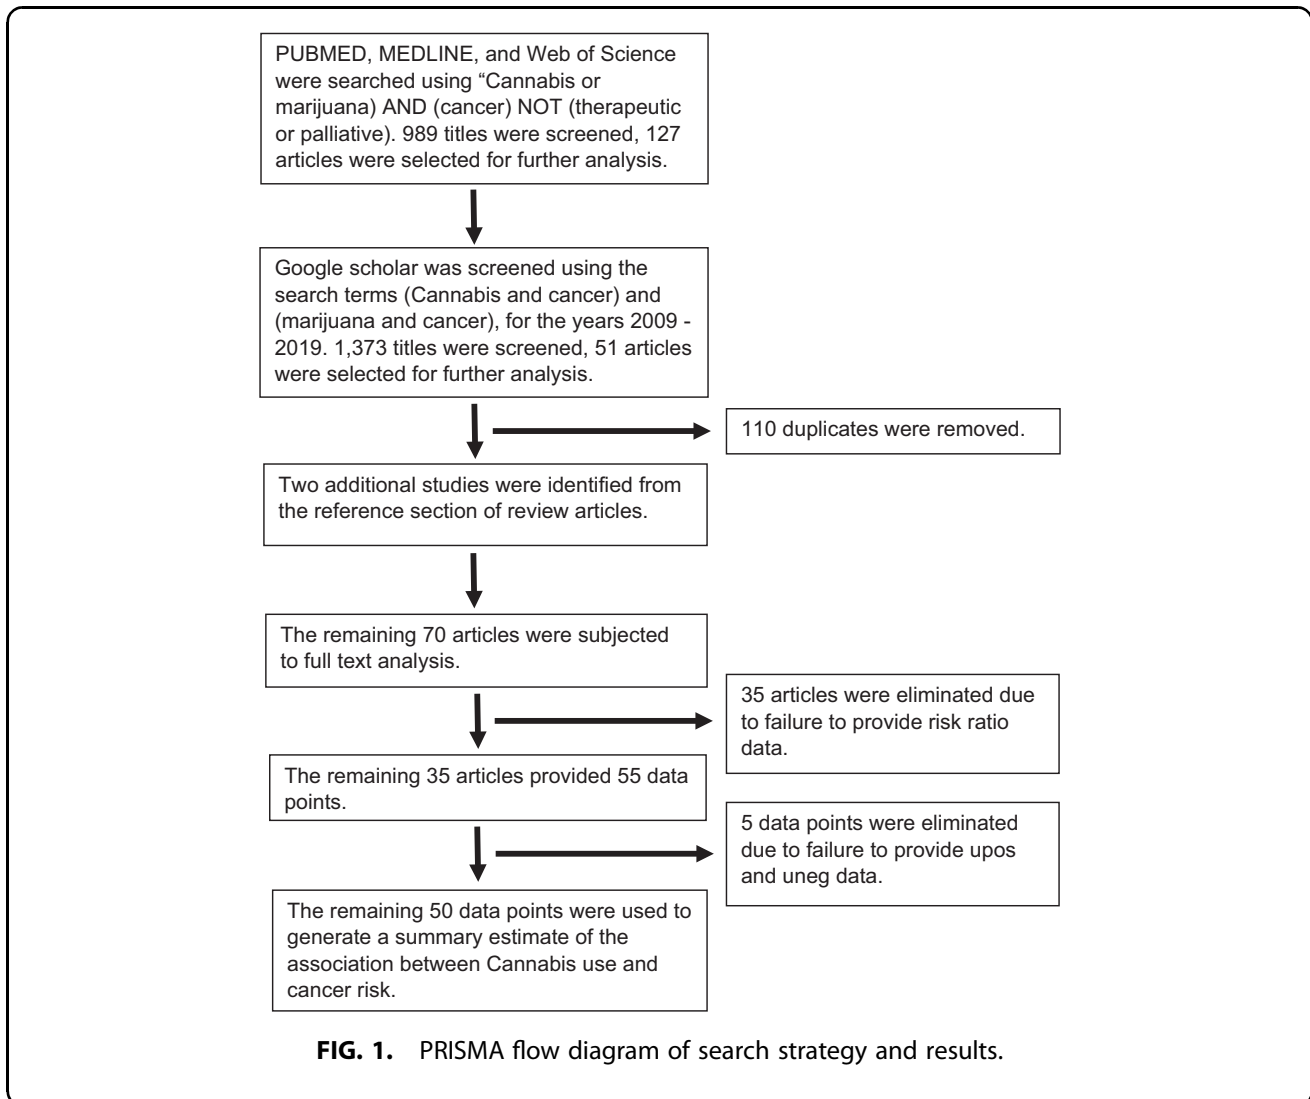 PUBMED, MEDLINE, and Web of Science
were searched using “Cannabis or
marijuana) AND (cancer) NOT (therapeutic
or palliative). 989 titles were screened, 127
articles were selected for further analysis.
Google scholar was screened using the
search terms (Cannabis and cancer) and
(marijuana and cancer), for the years 2009 -
2019. 1,373 titles were screened, 51 articles
were selected for further analysis.
110 duplicates were removed.
Two additional studies were identified from
the reference section of review articles.
The remaining 70 articles were subjected
to full text analysis.
35 articles were eliminated due
to failure to provide risk ratio
data.
The remaining 35 articles provided 55 data
points.
5 data points were eliminated
due to failure to provide upos
and uneg data.
The remaining 50 data points were used to
generate a summary estimate of the
association between Cannabis use and
cancer risk.
FIG. 1. PRISMA flow diagram of search strategy and results.